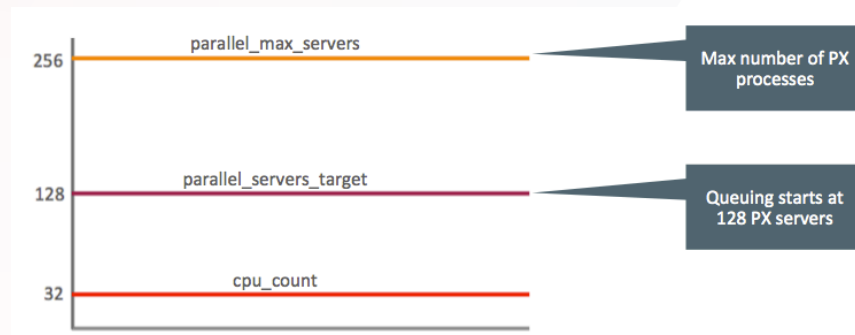 256
parallel_max_servers
Max number of PX
processes
128
parallel_servers_target
Queuing starts at
128 PX servers
32
cpu_count